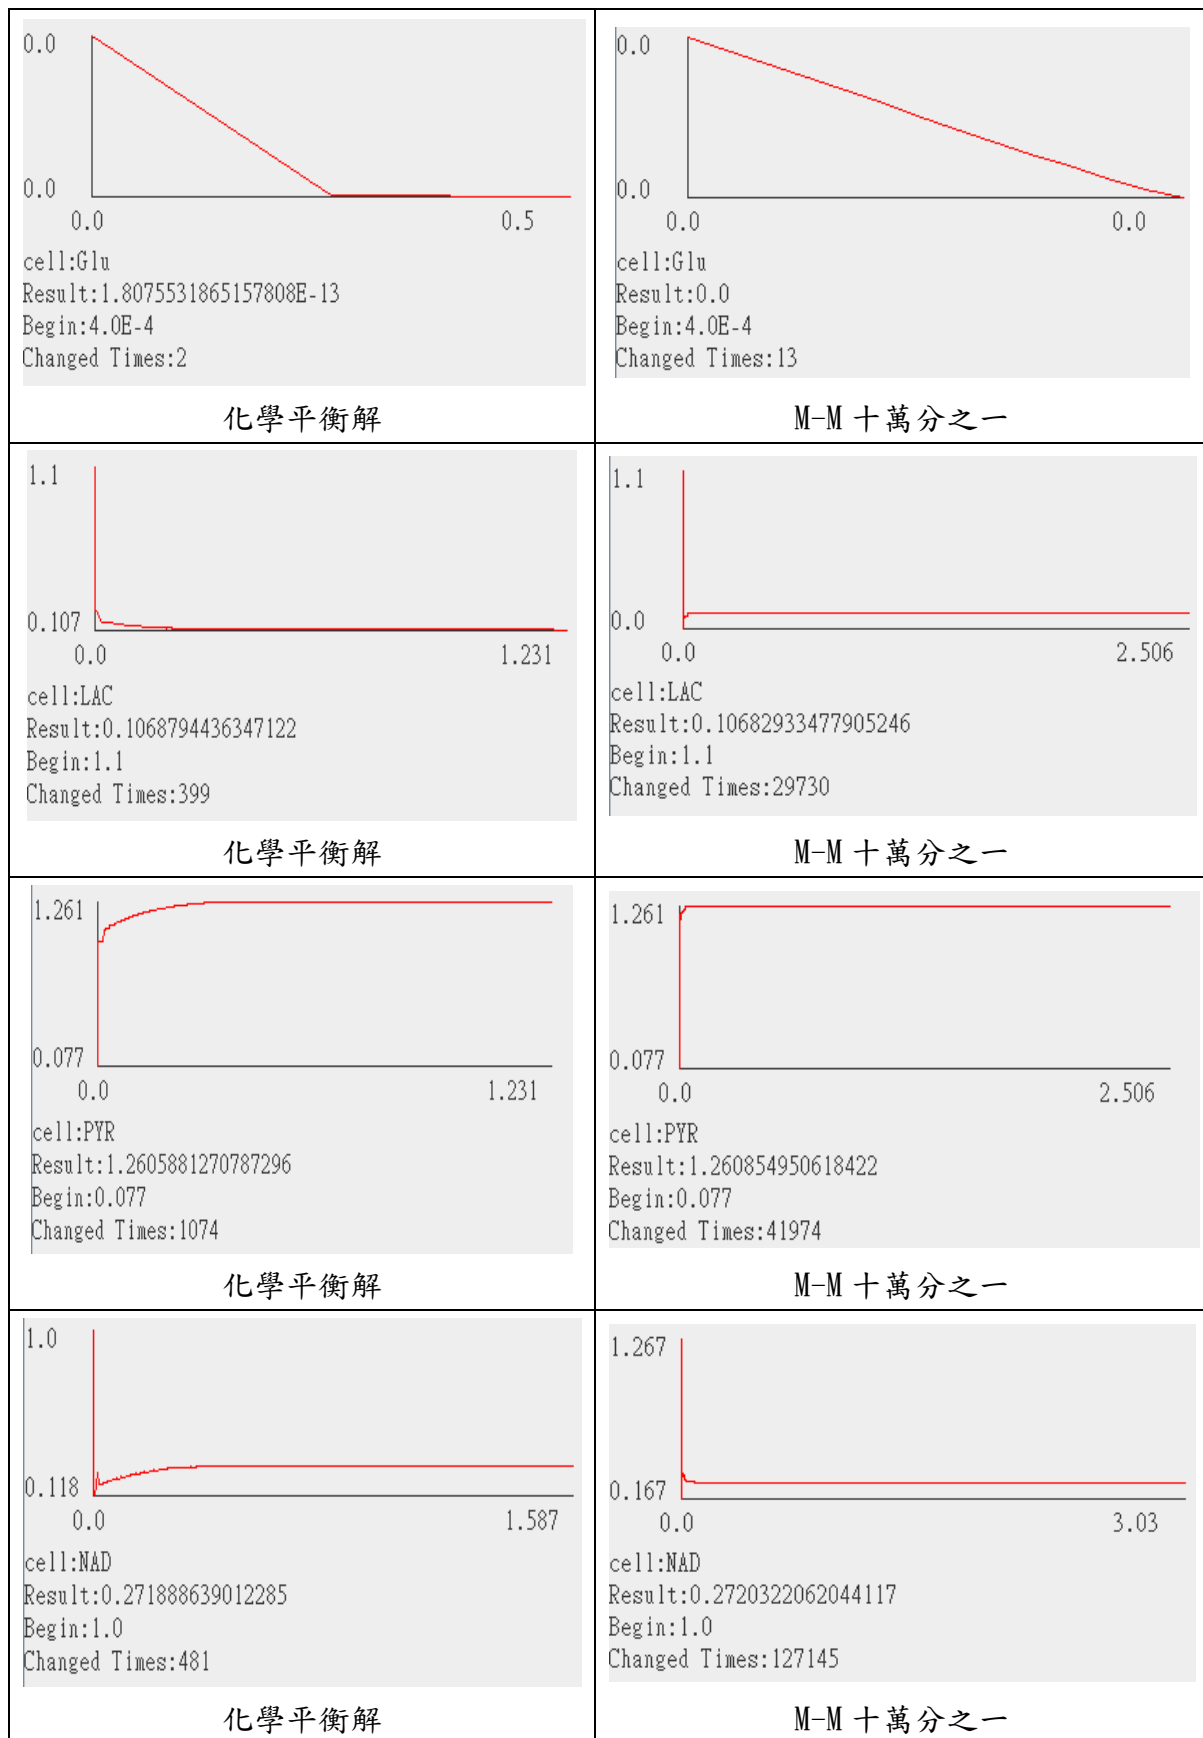 0.0
0.0
0.0 0.5
cell:Glu
Result:1.8075531865157808E-13
Begin:4.0E-4
Changed Times:2
化學平衡解
0.0
0.0
0.0 0.0
cell:Glu
Result:0.0
Begin:4.0E-4
Changed Times:13
M-M 十萬分之一
1.1
0.107
0.0 1.231
cell:LAC
Result:0.1068794436347122
Begin:1.1
Changed Times:399
化學平衡解
1.1
0.0
0.0 2.506
cell:LAC
Result:0.10682933477905246
Begin:1.1
Changed Times:29730
M-M 十萬分之一
1.261
0.077
0.0 1.231
cell:PYR
Result:1.2605881270787296
Begin:0.077
Changed Times:1074
化學平衡解
1.261
0.077
0.0 2.506
cell:PYR
Result:1.260854950618422
Begin:0.077
Changed Times:41974
M-M 十萬分之一
1.0
0.118
0.0 1.587
cell:NAD
Result:0.271888639012285
Begin:1.0
Changed Times:481
化學平衡解
1.267
0.167
0.0 3.03
cell:NAD
Result:0.2720322062044117
Begin:1.0
Changed Times:127145
M-M 十萬分之一